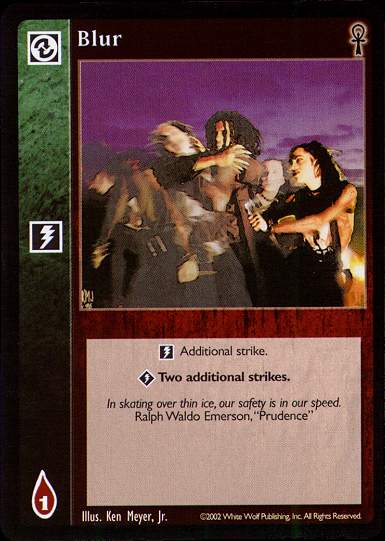 Blur
Additional strike.
Two additional strikes.
In skating over thin ice, our safety is in our speed.
Ralph Waldo Emerson, “Prudence”
1
Illus. Ken Meyer, Jr.
©2002 White Wolf Publishing, Inc. All Rights Reserved.